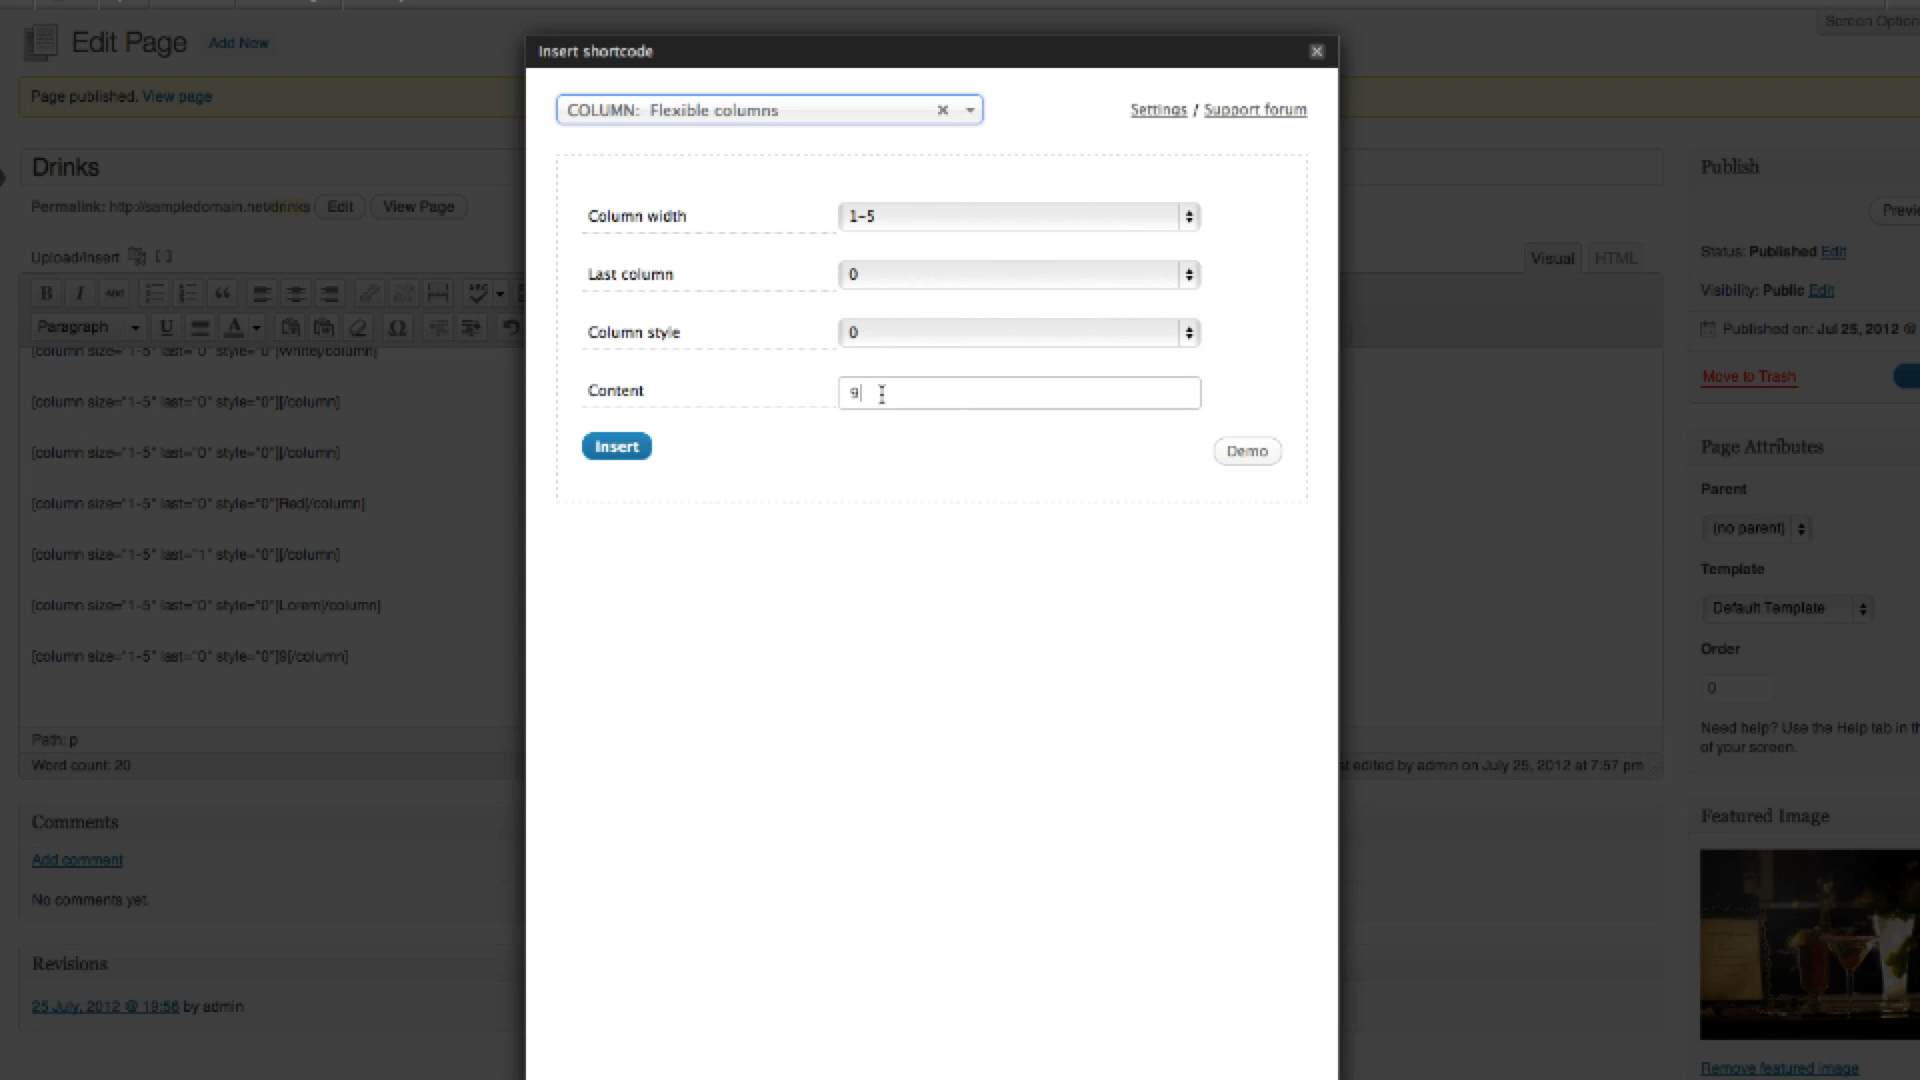 Edit Page Add Now
Screen Option
Page published. View page
Insert shortcode
COLUMN: Flexible columns
Settings / Support forum
Drinks
Permalink: http://sampledomain.net/drinks Edit View Page
Upload/Insert
Visual HTML
B I ABC ABC
Paragraph U A Ω
[column size="1-5" last="0" style="0"]White[/column]
[column size="1-5" last="0" style="0"][/column]
[column size="1-5" last="0" style="0"][/column]
[column size="1-5" last="0" style="0"]Red[/column]
[column size="1-5" last="1" style="0"][/column]
[column size="1-5" last="0" style="0"]Lorem[/column]
[column size="1-5" last="0" style="0"]8[/column]
Path: p
Word count: 20
t edited by admin on July 25, 2012 at 7:57 pm
Column width 1-5
Last column 0
Column style 0
Content 9
Insert
Demo
Comments
Add comment
No comments yet.
Revisions
25 July, 2012 @ 19:56 by admin
Publish
Previe
Status: Published Edit
Visibility: Public Edit
Published on: Jul 25, 2012 @
Move to Trash
Page Attributes
Parent
(no parent)
Template
Default Template
Order
0
Need help? Use the Help tab in th
of your screen.
Featured Image
Remove featured image